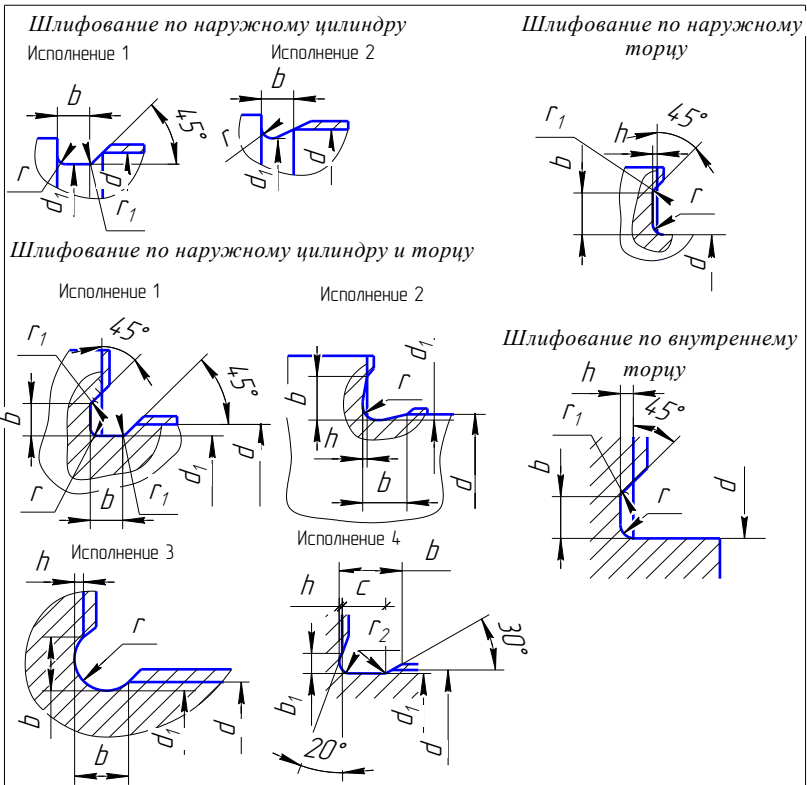 Шлифование по наружному цилиндру
Исполнение 1
Исполнение 2
b
45°
r
d1
d
r1
b
r
d1
d
Шлифование по наружному
торцу
r1
h
45°
b
r
d
Шлифование по наружному цилиндру и торцу
Исполнение 1
r1
45°
45°
b
r
b
r1
d1
d
Исполнение 2
d1
b
r
h
b
d
Шлифование по внутреннему
торцу
h
r1
45°
b
r
d
Исполнение 3
h
r
b
b
d1
d
Исполнение 4
b
h
c
r2
30°
b1
d1
d
20°